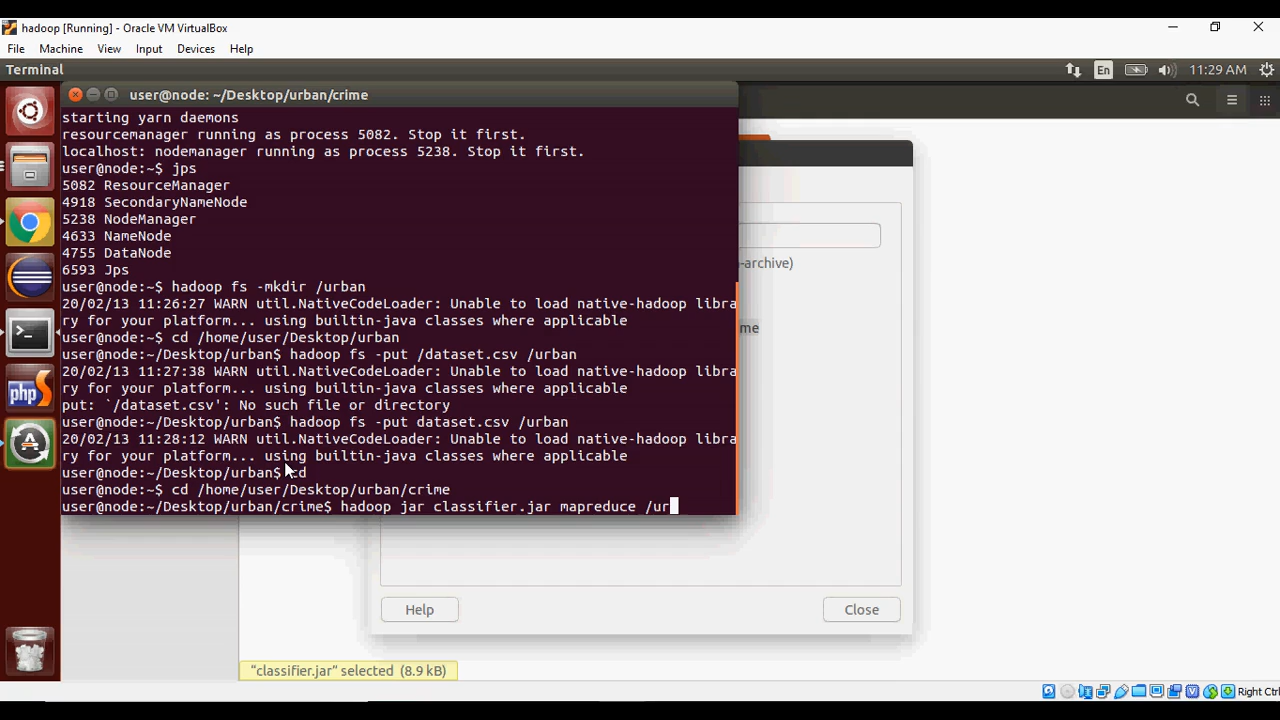 hadoop [Running] - Oracle VM VirtualBox
File Machine View Input Devices Help
Terminal
En
11:29 AM
user@node: ~/Desktop/urban/crime
starting yarn daemons
resourcemanager running as process 5082. Stop it first.
localhost: nodemanager running as process 5238. Stop it first.
user@node:~$ jps
5082 ResourceManager
4918 SecondaryNameNode
5238 NodeManager
4633 NameNode
4755 DataNode
6593 Jps
user@node:~$ hadoop fs -mkdir /urban
20/02/13 11:26:27 WARN util.NativeCodeLoader: Unable to load native-hadoop libra
ry for your platform... using builtin-java classes where applicable
user@node:~$ cd /home/user/Desktop/urban
user@node:~/Desktop/urban$ hadoop fs -put /dataset.csv /urban
20/02/13 11:27:38 WARN util.NativeCodeLoader: Unable to load native-hadoop libra
ry for your platform... using builtin-java classes where applicable
put: `/dataset.csv': No such file or directory
user@node:~/Desktop/urban$ hadoop fs -put dataset.csv /urban
20/02/13 11:28:12 WARN util.NativeCodeLoader: Unable to load native-hadoop libra
ry for your platform... using builtin-java classes where applicable
user@node:~/Desktop/urban$ cd
user@node:~$ cd /home/user/Desktop/urban/crime
user@node:~/Desktop/urban/crime$ hadoop jar classifier.jar mapreduce /ur
-archive)
me
php
Help
Close
"classifier.jar" selected (8.9 kB)
Right Ctrl